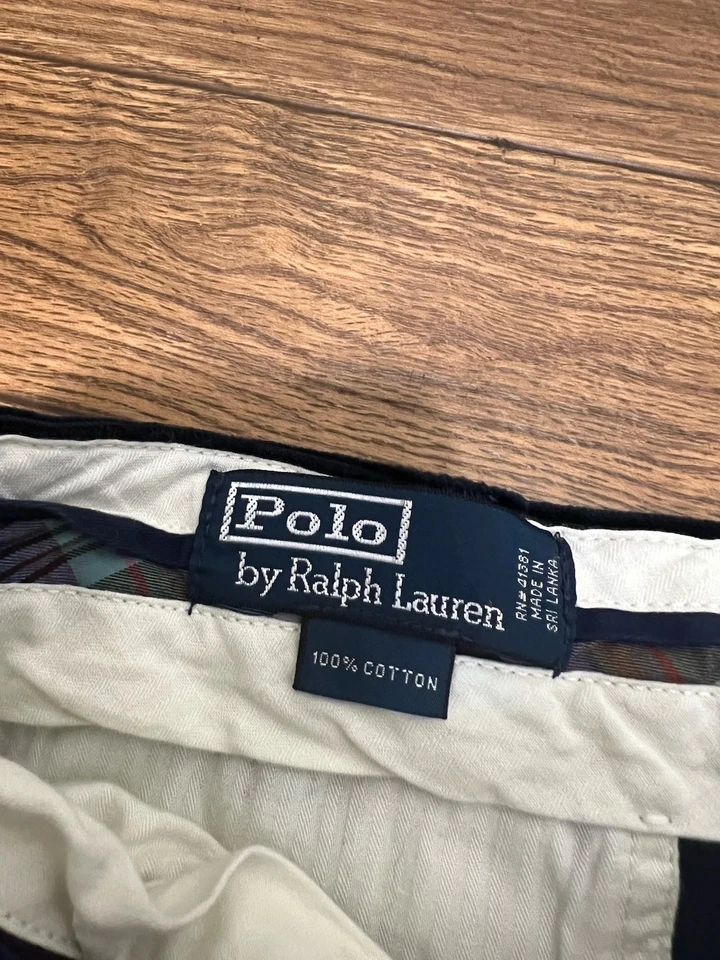 Polo
by Ralph Lauren
RN# 41381
MADE IN
SRI LANKA
100% COTTON